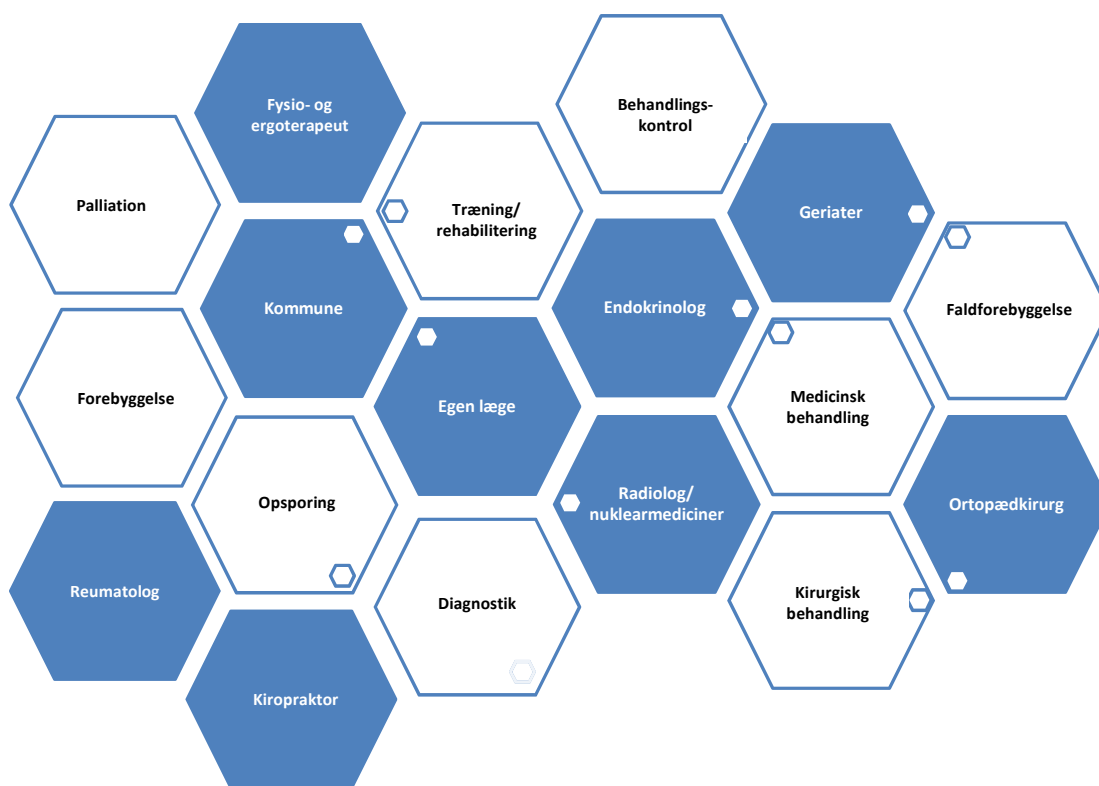 Fysio- og
ergoterapeut
Behandlings-
kontrol
Palliation
Træning/
rehabilitering
Geriater
Kommune
Endokrinolog
Faldforebyggelse
Forebyggelse
Egen læge
Medicinsk
behandling
Opsporing
Radiolog/
nuklearmediciner
Ortopædkirurg
Reumatolog
Diagnostik
Kirurgisk
behandling
Kiropraktor